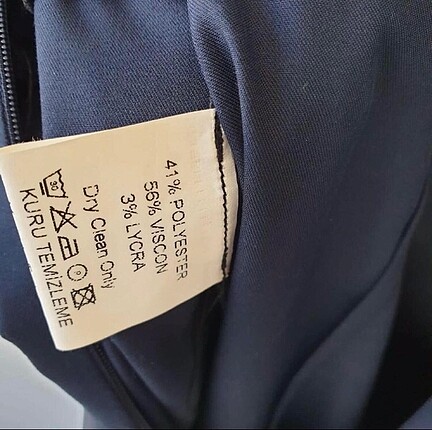 41% POLYESTER
56% VISCON
3% LYCRA
Dry Clean Only
KURU TEMİZLEME